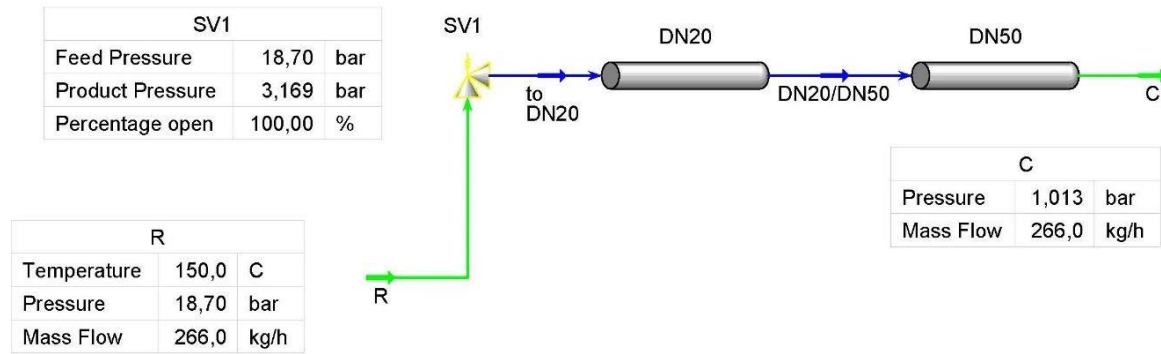 SV1
Feed Pressure 18,70 bar
Product Pressure 3,169 bar
Percentage open 100,00 %
SV1
DN20
DN50
to
DN20
DN20/DN50
C
C
Pressure 1,013 bar
Mass Flow 266,0 kg/h
R
Temperature 150,0 C
Pressure 18,70 bar
Mass Flow 266,0 kg/h
R